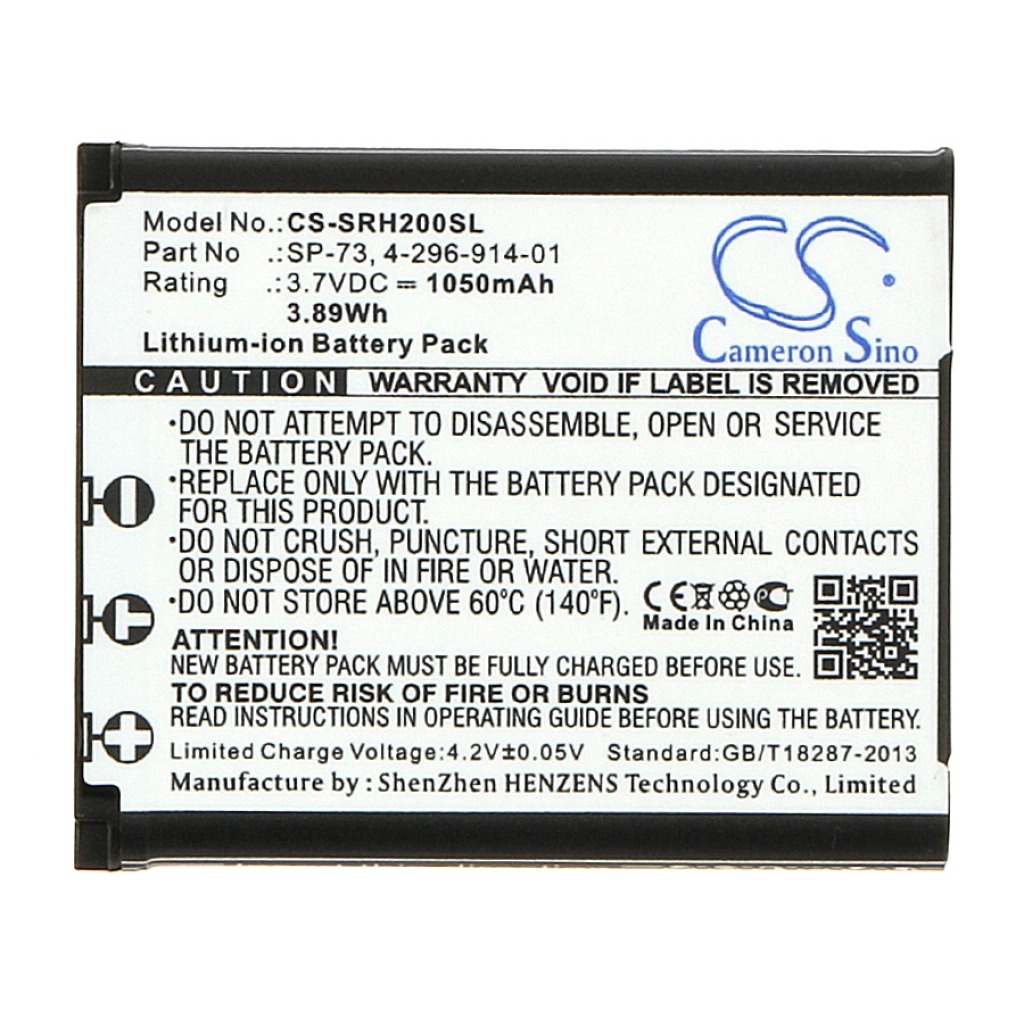 Model No.:CS-SRH200SL
Part No .:SP-73, 4-296-914-01
Rating .:3.7VDC ⎓ 1050mAh
3.89Wh
Lithium-ion Battery Pack
CS
Cameron Sino
CAUTION WARRANTY VOID IF LABEL IS REMOVED
·DO NOT ATTEMPT TO DISASSEMBLE, OPEN OR SERVICE
THE BATTERY PACK.
·REPLACE ONLY WITH THE BATTERY PACK DESIGNATED
FOR THIS PRODUCT.
·DO NOT CRUSH, PUNCTURE, SHORT EXTERNAL CONTACTS
OR DISPOSE OF IN FIRE OR WATER.
·DO NOT STORE ABOVE 60°C (140°F).
CE
Made In China
ATTENTION!
NEW BATTERY PACK MUST BE FULLY CHARGED BEFORE USE.
TO REDUCE RISK OF FIRE OR BURNS
READ INSTRUCTIONS IN OPERATING GUIDE BEFORE USING THE BATTERY.
Limited Charge Voltage:4.2V±0.05V Standard:GB/T18287-2013
Manufactured by : ShenZhen HENZENS Technology Co., Limited